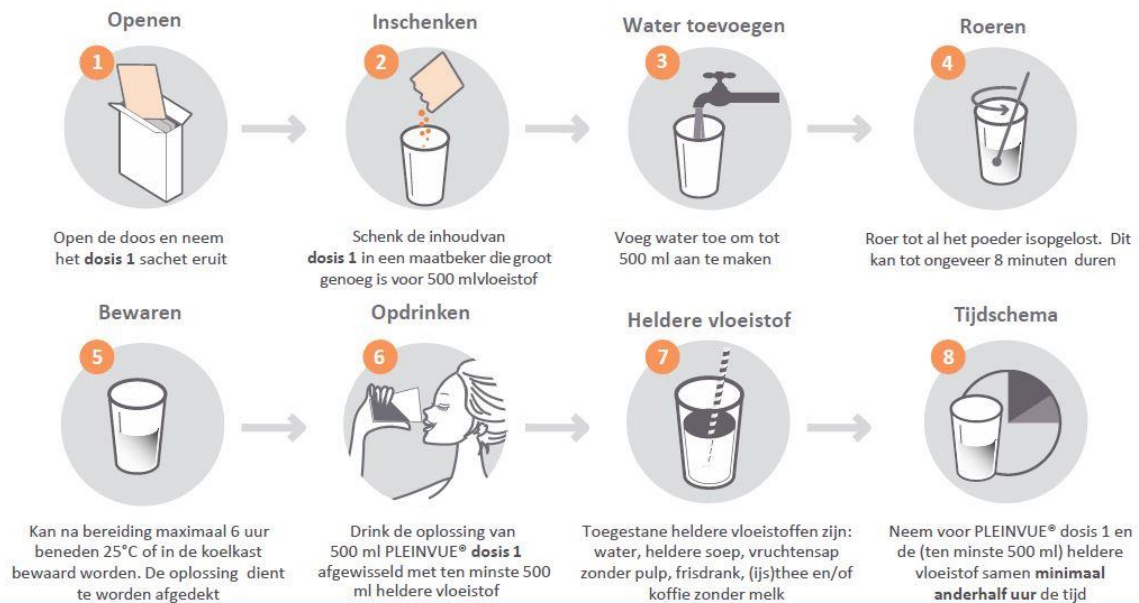 Openen
1
Open de doos en neem
het dosis 1 sachet eruit
Inschenken
2
Schenk de inhoudvan
dosis 1 in een maatbeker die groot
genoeg is voor 500 mlvloeistof
Water toevoegen
3
Voeg water toe om tot
500 ml aan te maken
Roeren
4
Roer tot al het poeder isopgelost. Dit
kan tot ongeveer 8 minuten duren
Bewaren
5
Kan na bereiding maximaal 6 uur
beneden 25°C of in de koelkast
bewaard worden. De oplossing dient
te worden afgedekt
Opdrinken
6
Drink de oplossing van
500 ml PLEINVUE® dosis 1
afgewisseld met ten minste 500
ml heldere vloeistof
Heldere vloeistof
7
Toegestane heldere vloeistoffen zijn:
water, heldere soep, vruchtensap
zonder pulp, frisdrank, (ijs)thee en/of
koffie zonder melk
Tijdschema
8
Neem voor PLEINVUE® dosis 1 en
de (ten minste 500 ml) heldere
vloeistof samen minimaal
anderhalf uur de tijd